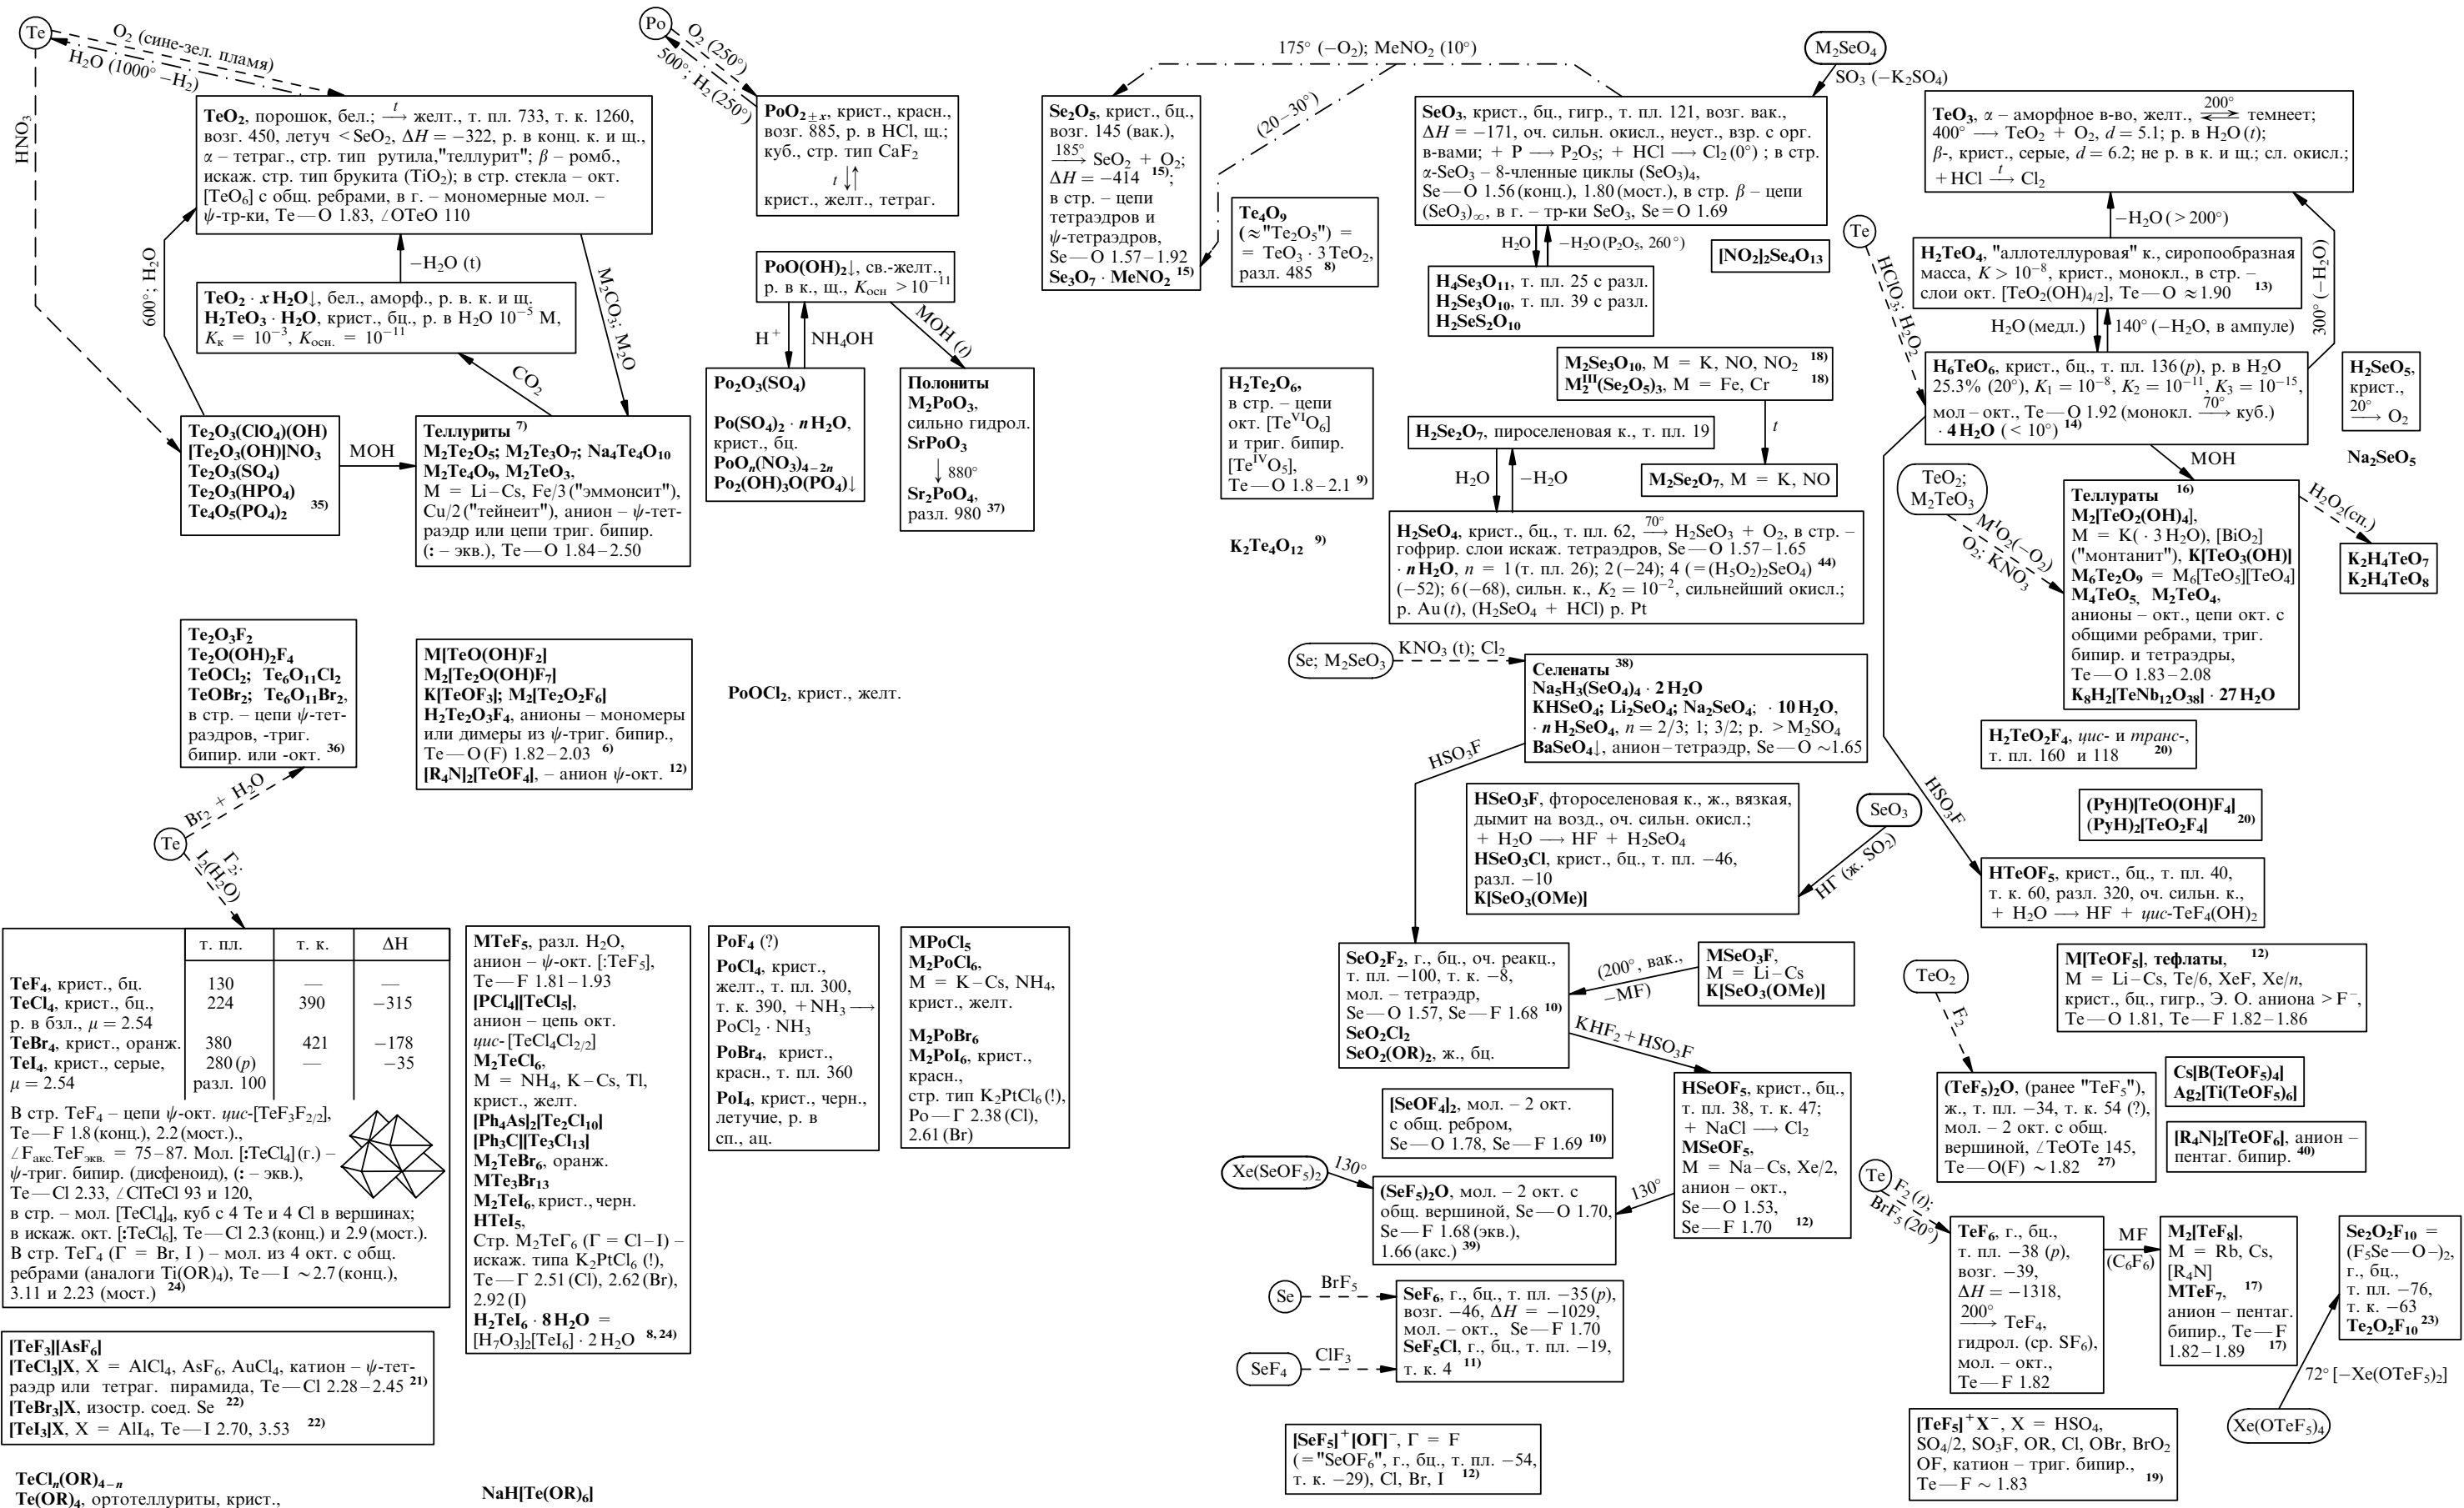 Te
O₂ (сине-зел. пламя)
H₂O (1000° –H₂)
HNO₃
TeO₂, порошок, бел.; —t→ желт., т. пл. 733, т. к. 1260,
возг. 450, летуч <SeO₂, ΔH = −322, р. в конц. к. и щ.,
α – тетраг., стр. тип рутила,"теллурит"; β – ромб.,
искаж. стр. тип брукита (TiO₂); в стр. стекла – окт.
[TeO₆] с общ. ребрами, в г. – мономерные мол. –
ψ-тр-ки, Te—O 1.83, ∠OTeO 110
600°; H₂O
−H₂O (t)
M₂CO₃; M₂O
TeO₂ · x H₂O↓, бел., аморф., р. в. к. и щ.
H₂TeO₃ · H₂O, крист., бц., р. в H₂O 10⁻⁵ M,
Kк = 10⁻³, Kосн. = 10⁻¹¹
CO₂
Te₂O₃(ClO₄)(OH)
[Te₂O₃(OH)]NO₃
Te₂O₃(SO₄)
Te₂O₃(HPO₄)
Te₄O₅(PO₄)₂ 35)
MOH
Теллуриты 7)
M₂Te₂O₅; M₂Te₃O₇; Na₄Te₄O₁₀
M₂Te₄O₉, M₂TeO₃,
M = Li–Cs, Fe/3 ("эммонсит"),
Cu/2 ("тейнеит"), анион – ψ-тет-
раэдр или цепи триг. бипир.
(: – экв.), Te—O 1.84–2.50
Po
O₂ (250°)
500°; H₂ (250°)
PoO₂±ₓ, крист., красн.,
возг. 885, р. в HCl, щ.;
куб., стр. тип CaF₂
t ↓↑
крист., желт., тетраг.
PoO(OH)₂↓, св.-желт.,
р. в к., щ., Kосн >10⁻¹¹
H⁺
NH₄OH
MOH (t)
Po₂O₃(SO₄)
Po(SO₄)₂ · n H₂O,
крист., бц.
PoOₙ(NO₃)₄₋₂ₙ
Po₂(OH)₃O(PO₄)↓
Полониты
M₂PoO₃,
сильно гидрол.
SrPoO₃
↓ 880°
Sr₂PoO₄,
разл. 980 37)
175° (−O₂); MeNO₂ (10°)
(20–30°)
Se₂O₅, крист., бц.,
возг. 145 (вак.),
—185°→ SeO₂ + O₂;
ΔH = −414 15);
в стр. – цепи
тетраэдров и
ψ-тетраэдров,
Se—O 1.57–1.92
Se₃O₇ · MeNO₂ 15)
Te₄O₉
(≈"Te₂O₅") =
= TeO₃ · 3 TeO₂,
разл. 485 8)
M₂SeO₄
SO₃ (−K₂SO₄)
SeO₃, крист., бц., гигр., т. пл. 121, возг. вак.,
ΔH = −171, оч. сильн. окисл., неуст., взр. с орг.
в-вами; + P → P₂O₅; + HCl → Cl₂ (0°) ; в стр.
α-SeO₃ – 8-членные циклы (SeO₃)₄,
Se—O 1.56 (конц.), 1.80 (мост.), в стр. β – цепи
(SeO₃)∞, в г. – тр-ки SeO₃, Se=O 1.69
H₂O
−H₂O (P₂O₅, 260°)
[NO₂]₂Se₄O₁₃
H₄Se₃O₁₁, т. пл. 25 с разл.
H₂Se₃O₁₀, т. пл. 39 с разл.
H₂SeS₂O₁₀
M₂Se₃O₁₀, M = K, NO, NO₂ 18)
M₂ᴵᴵᴵ(Se₂O₅)₃, M = Fe, Cr 18)
t
H₂Te₂O₆,
в стр. – цепи
окт. [TeⱽᴵO₆]
и триг. бипир.
[TeᴵⱽO₅],
Te—O 1.8–2.1 9)
K₂Te₄O₁₂ 9)
H₂Se₂O₇, пироселеновая к., т. пл. 19
H₂O
−H₂O
M₂Se₂O₇, M = K, NO
H₂SeO₄, крист., бц., т. пл. 62, —70°→ H₂SeO₃ + O₂, в стр. –
гофрир. слои искаж. тетраэдров, Se—O 1.57–1.65
· n H₂O, n = 1 (т. пл. 26); 2 (−24); 4 (=(H₅O₂)₂SeO₄) 44)
(−52); 6 (−68), сильн. к., K₂ = 10⁻², сильнейший окисл.;
р. Au (t), (H₂SeO₄ + HCl) р. Pt
TeO₃, α – аморфное в-во, желт., ⇌200° темнеет;
400° → TeO₂ + O₂, d = 5.1; р. в H₂O (t);
β-, крист., серые, d = 6.2; не р. в к. и щ.; сл. окисл.;
+HCl —t→ Cl₂
−H₂O (> 200°)
300° (−H₂O)
Te
HClO₃; H₂O₂
H₂TeO₄, "аллотеллуровая" к., сиропообразная
масса, K > 10⁻⁸, крист., монокл., в стр. –
слои окт. [TeO₂(OH)₄/₂], Te—O ≈1.90 13)
H₂O (медл.)
140° (−H₂O, в ампуле)
H₆TeO₆, крист., бц., т. пл. 136 (р), р. в H₂O
25.3% (20°), K₁ = 10⁻⁸, K₂ = 10⁻¹¹, K₃ = 10⁻¹⁵,
мол – окт., Te—O 1.92 (монокл. —70°→ куб.)
· 4 H₂O (< 10°) 14)
H₂SeO₅,
крист.,
—20°→ O₂
Na₂SeO₅
MOH
TeO₂;
M₂TeO₃
MᴵO₂(−O₂)
O₂; KNO₃
Теллураты 16)
M₂[TeO₂(OH)₄],
M = K( · 3 H₂O), [BiO₂]
("монтанит"), K[TeO₃(OH)]
M₆Te₂O₉ = M₆[TeO₅][TeO₄]
M₄TeO₅, M₂TeO₄,
анионы – окт., цепи окт. с
общими ребрами, триг.
бипир. и тетраэдры,
Te—O 1.83–2.08
K₈H₂[TeNb₁₂O₃₈] · 27 H₂O
H₂O₂(сп.)
K₂H₄TeO₇
K₂H₄TeO₈
Te₂O₃F₂
Te₂O(OH)₂F₄
TeOCl₂; Te₆O₁₁Cl₂
TeOBr₂; Te₆O₁₁Br₂,
в стр. – цепи ψ-тет-
раэдров, -триг.
бипир. или -окт. 36)
M[TeO(OH)F₂]
M₂[Te₂O(OH)F₇]
K[TeOF₃]; M₂[Te₂O₂F₆]
H₂Te₂O₃F₄, анионы – мономеры
или димеры из ψ-триг. бипир.,
Te—O(F) 1.82–2.03 6)
[R₄N]₂[TeOF₄], – анион ψ-окт. 12)
PoOCl₂, крист., желт.
Br₂ + H₂O
Te
Г₂;
I₂(H₂O)
Se; M₂SeO₃
KNO₃ (t); Cl₂
Селенаты 38)
Na₅H₃(SeO₄)₄ · 2 H₂O
KHSeO₄; Li₂SeO₄; Na₂SeO₄; · 10 H₂O,
· n H₂SeO₄, n = 2/3; 1; 3/2; р. >M₂SO₄
BaSeO₄↓, анион–тетраэдр, Se—O ∼1.65
HSO₃F
HSeO₃F, фтороселеновая к., ж., вязкая,
дымит на возд., оч. сильн. окисл.;
+ H₂O → HF + H₂SeO₄
HSeO₃Cl, крист., бц., т. пл. −46,
разл. −10
K[SeO₃(OMe)]
SeO₃
HГ (ж. SO₂)
H₂TeO₂F₄, цис- и транс-,
т. пл. 160 и 118 20)
(PyH)[TeO(OH)F₄]
(PyH)₂[TeO₂F₄] 20)
HSO₃F
HTeOF₅, крист., бц., т. пл. 40,
т. к. 60, разл. 320, оч. сильн. к.,
+ H₂O → HF + цис-TeF₄(OH)₂
т. пл. т. к. ΔH
TeF₄, крист., бц. 130 — —
TeCl₄, крист., бц., 224 390 −315
р. в бзл., μ = 2.54
TeBr₄, крист., оранж. 380 421 −178
TeI₄, крист., серые, 280 (р) — −35
μ = 2.54 разл. 100
В стр. TeF₄ – цепи ψ-окт. цис-[TeF₃F₂/₂],
Te—F 1.8 (конц.), 2.2 (мост.).,
∠Fакс.TeFэкв. = 75–87. Мол. [:TeCl₄] (г.) –
ψ-триг. бипир. (дисфеноид), (: – экв.),
Te—Cl 2.33, ∠ClTeCl 93 и 120,
в стр. – мол. [TeCl₄]₄, куб с 4 Te и 4 Cl в вершинах;
в искаж. окт. [:TeCl₆], Te—Cl 2.3 (конц.) и 2.9 (мост.).
В стр. TeГ₄ (Г = Br, I ) – мол. из 4 окт. с общ.
ребрами (аналоги Ti(OR)₄), Te—I ∼2.7 (конц.),
3.11 и 2.23 (мост.) 24)
MTeF₅, разл. H₂O,
анион – ψ-окт. [:TeF₅],
Te—F 1.81–1.93
[PCl₄][TeCl₅],
анион – цепь окт.
цис-[TeCl₄Cl₂/₂]
M₂TeCl₆,
M = NH₄, K–Cs, Tl,
крист., желт.
[Ph₄As]₂[Te₂Cl₁₀]
[Ph₃C][Te₃Cl₁₃]
M₂TeBr₆, оранж.
MTe₃Br₁₃
M₂TeI₆, крист., черн.
HTeI₅,
Стр. M₂TeГ₆ (Г = Cl–I) –
искаж. типа K₂PtCl₆ (!),
Te—Г 2.51 (Cl), 2.62 (Br),
2.92 (I)
H₂TeI₆ · 8 H₂O =
[H₇O₃]₂[TeI₆] · 2 H₂O 8, 24)
PoF₄ (?)
PoCl₄, крист.,
желт., т. пл. 300,
т. к. 390, +NH₃ →
PoCl₂ · NH₃
PoBr₄, крист.,
красн., т. пл. 360
PoI₄, крист., черн.,
летучие, р. в
сп., ац.
MPoCl₅
M₂PoCl₆,
M = K–Cs, NH₄,
крист., желт.
M₂PoBr₆
M₂PoI₆, крист.,
красн.,
стр. тип K₂PtCl₆ (!),
Po—Г 2.38 (Cl),
2.61 (Br)
SeO₂F₂, г., бц., оч. реакц.,
т. пл. −100, т. к. −8,
мол. – тетраэдр,
Se—O 1.57, Se—F 1.68 10)
SeO₂Cl₂
SeO₂(OR)₂, ж., бц.
(200°, вак.,
−MF)
MSeO₃F,
M = Li–Cs
K[SeO₃(OMe)]
KHF₂ + HSO₃F
[SeOF₄]₂, мол. – 2 окт.
с общ. ребром,
Se—O 1.78, Se—F 1.69 10)
HSeOF₅, крист., бц.,
т. пл. 38, т. к. 47;
+ NaCl → Cl₂
MSeOF₅,
M = Na–Cs, Xe/2,
анион – окт.,
Se—O 1.53,
Se—F 1.70 12)
Xe(SeOF₅)₂
130°
130°
(SeF₅)₂O, мол. – 2 окт. с
общ. вершиной, Se—O 1.70,
Se—F 1.68 (экв.),
1.66 (акс.) 39)
Se
BrF₅
SeF₆, г., бц., т. пл. −35 (р),
возг. −46, ΔH = −1029,
мол. – окт., Se—F 1.70
SeF₅Cl, г., бц., т. пл. −19,
т. к. 4 11)
SeF₄
ClF₃
[SeF₅]⁺[OГ]⁻, Г = F
(="SeOF₆", г., бц., т. пл. −54,
т. к. −29), Cl, Br, I 12)
TeO₂
F₂
M[TeOF₅], тефлаты, 12)
M = Li–Cs, Te/6, XeF, Xe/n,
крист., бц., гигр., Э. О. аниона >F⁻,
Te—O 1.81, Te—F 1.82–1.86
(TeF₅)₂O, (ранее "TeF₅"),
ж., т. пл. −34, т. к. 54 (?),
мол. – 2 окт. с общ.
вершиной, ∠TeOTe 145,
Te—O(F) ∼1.82 27)
Cs[B(TeOF₅)₄]
Ag₂[Ti(TeOF₅)₆]
[R₄N]₂[TeOF₆], анион –
пентаг. бипир. 40)
Te
F₂ (t);
BrF₅ (20°)
TeF₆, г., бц.,
т. пл. −38 (р),
возг. −39,
ΔH = −1318,
—200°→ TeF₄,
гидрол. (ср. SF₆),
мол. – окт.,
Te—F 1.82
MF
(C₆F₆)
M₂[TeF₈],
M = Rb, Cs,
[R₄N]
MTeF₇, 17)
анион – пентаг.
бипир., Te—F
1.82–1.89 17)
Se₂O₂F₁₀ =
(F₅Se—O–)₂,
г., бц.,
т. пл. −76,
т. к. −63
Te₂O₂F₁₀ 23)
72° [−Xe(OTeF₅)₂]
Xe(OTeF₅)₄
[TeF₅]⁺X⁻, X = HSO₄,
SO₄/2, SO₃F, OR, Cl, OBr, BrO₂
OF, катион – триг. бипир.,
Te—F ∼ 1.83 19)
[TeF₃][AsF₆]
[TeCl₃]X, X = AlCl₄, AsF₆, AuCl₄, катион – ψ-тет-
раэдр или тетраг. пирамида, Te—Cl 2.28–2.45 21)
[TeBr₃]X, изостр. соед. Se 22)
[TeI₃]X, X = AlI₄, Te—I 2.70, 3.53 22)
TeClₙ(OR)₄₋ₙ
Te(OR)₄, ортотеллуриты, крист.,
NaH[Te(OR)₆]